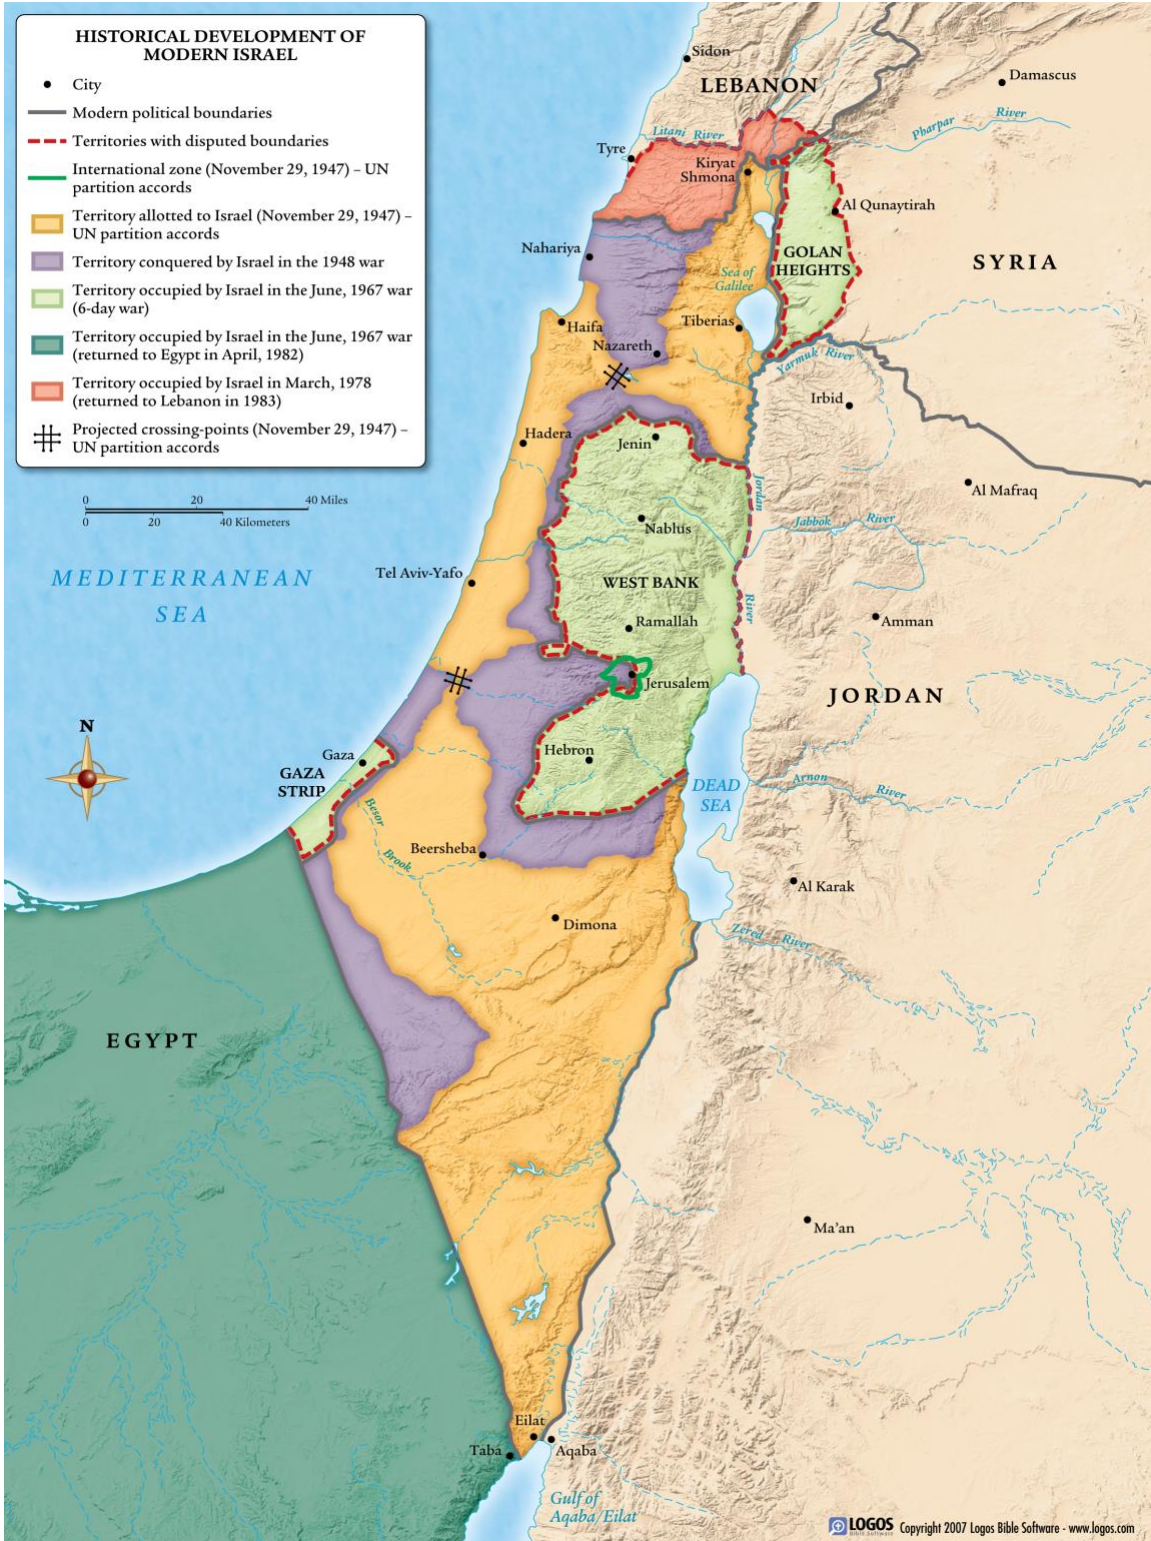 HISTORICAL DEVELOPMENT OF
MODERN ISRAEL
City
Modern political boundaries
Territories with disputed boundaries
International zone (November 29, 1947) – UN
partition accords
Territory allotted to Israel (November 29, 1947) –
UN partition accords
Territory conquered by Israel in the 1948 war
Territory occupied by Israel in the June, 1967 war
(6-day war)
Territory occupied by Israel in the June, 1967 war
(returned to Egypt in April, 1982)
Territory occupied by Israel in March, 1978
(returned to Lebanon in 1983)
Projected crossing-points (November 29, 1947) –
UN partition accords
0 20 40 Miles
0 20 40 Kilometers
Sidon
LEBANON
Damascus
Litani River
Pharpar River
Tyre
Kiryat
Shmona
Al Qunaytirah
Nahariya
GOLAN
HEIGHTS
SYRIA
Sea of
Galilee
Haifa
Tiberias
Nazareth
Yarmuk River
Irbid
Hadera
Jenin
Al Mafraq
Jordan
River
Nablus
Jabbok River
MEDITERRANEAN
SEA
Tel Aviv-Yafo
WEST BANK
Ramallah
Amman
Jerusalem
JORDAN
N
Gaza
GAZA
STRIP
Hebron
DEAD
SEA
Arnon River
Besor
Brook
Beersheba
Al Karak
Dimona
Zered River
EGYPT
Ma'an
Eilat
Taba
Aqaba
Gulf of
Aqaba/Eilat
LOGOS
Bible Software
Copyright 2007 Logos Bible Software - www.logos.com